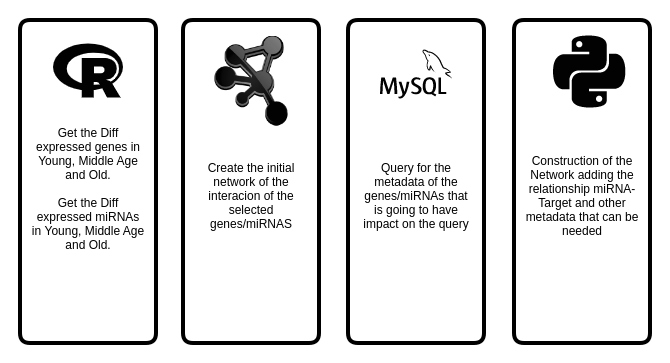 R
Get the Diff
expressed genes in
Young, Middle Age
and Old.
Get the Diff
expressed miRNAs
in Young, Middle Age
and Old.
Create the initial
network of the
interacion of the
selected
genes/miRNAS
MySQL
Query for the
metadata of the
genes/miRNAs that
is going to have
impact on the query
Construction of the
Network adding the
relationship miRNA-
Target and other
metadata that can be
needed